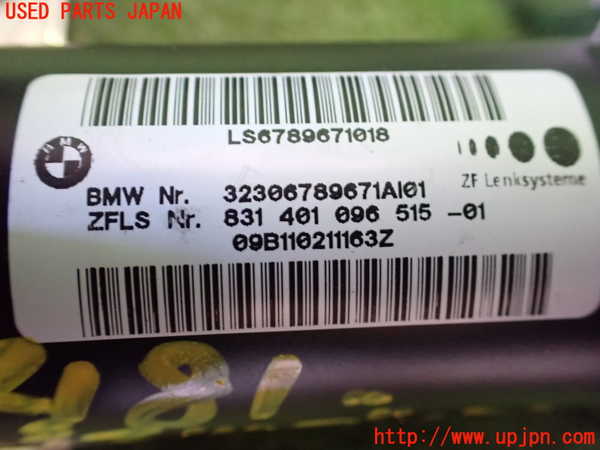 USED PARTS JAPAN
LS6789671018
BMW
BMW Nr. 32306789671AI01
ZF Lenksysteme
ZFLS Nr. 831 401 096 515 -01
09B110211163Z
http://www.upjpn.com/